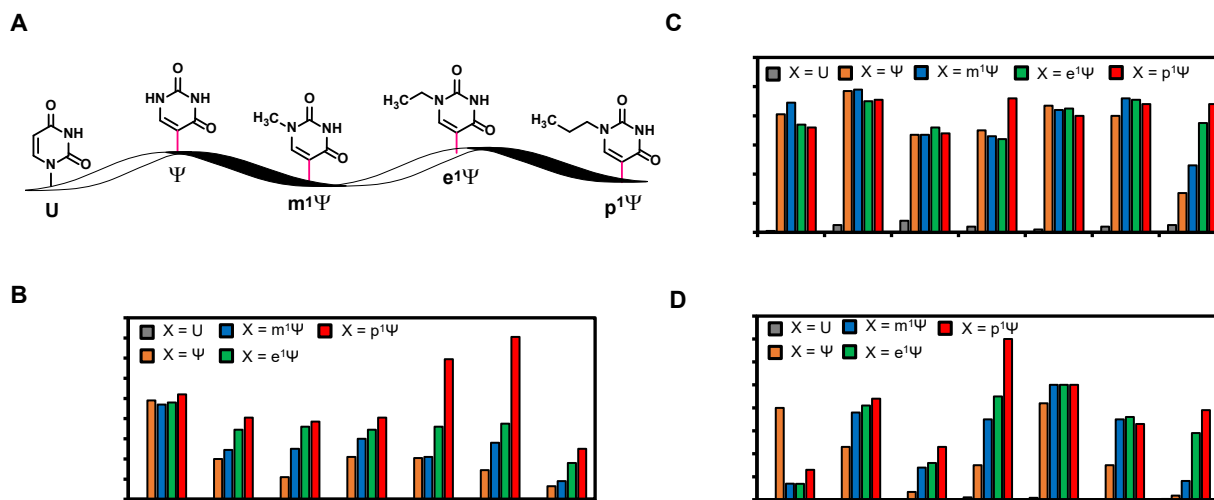 A
O
HN NH
O
Ψ
O
NH
N O
U
O
H₃C N NH
O
m¹Ψ
O
H₃C N NH
O
e¹Ψ
O
H₃C N NH
O
p¹Ψ
B
X = U X = m¹Ψ X = p¹Ψ
X = Ψ X = e¹Ψ
C
X = U X = Ψ X = m¹Ψ X = e¹Ψ X = p¹Ψ
D
X = U X = m¹Ψ X = p¹Ψ
X = Ψ X = e¹Ψ